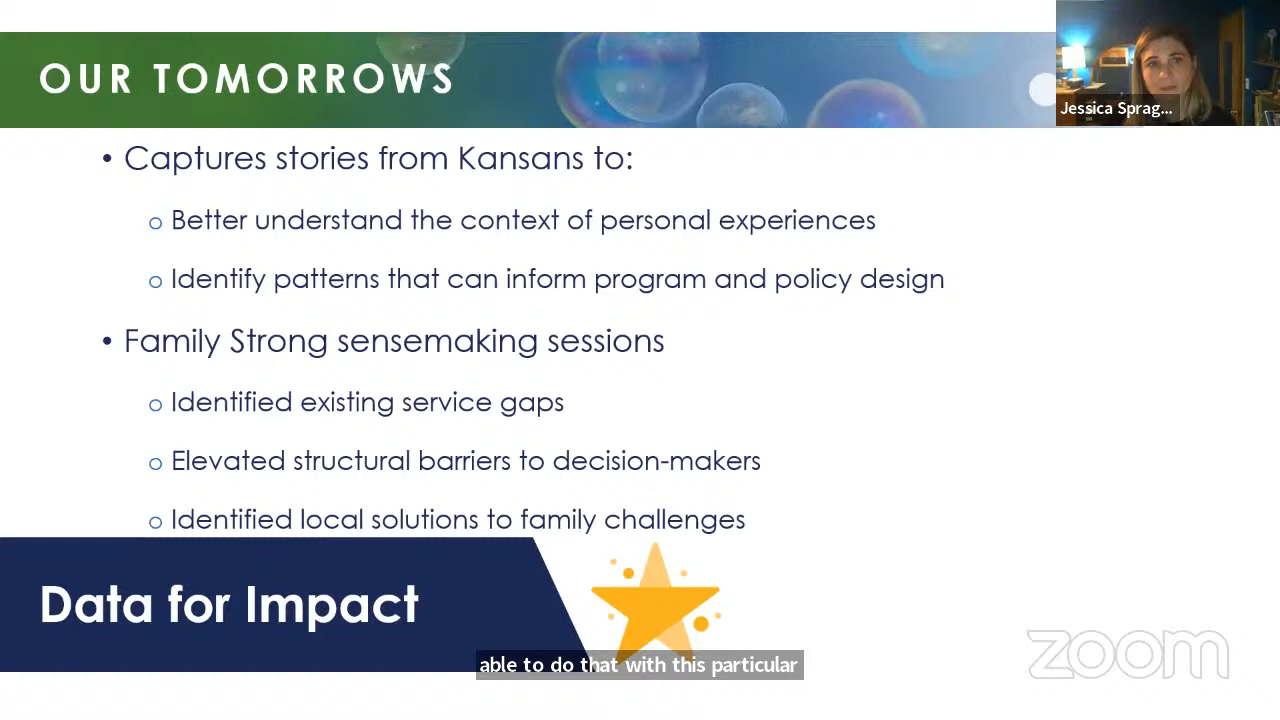 OUR TOMORROWS
Jessica Sprag...
• Captures stories from Kansans to:
o Better understand the context of personal experiences
o Identify patterns that can inform program and policy design
• Family Strong sensemaking sessions
o Identified existing service gaps
o Elevated structural barriers to decision-makers
o Identified local solutions to family challenges
Data for Impact
zoom
able to do that with this particular